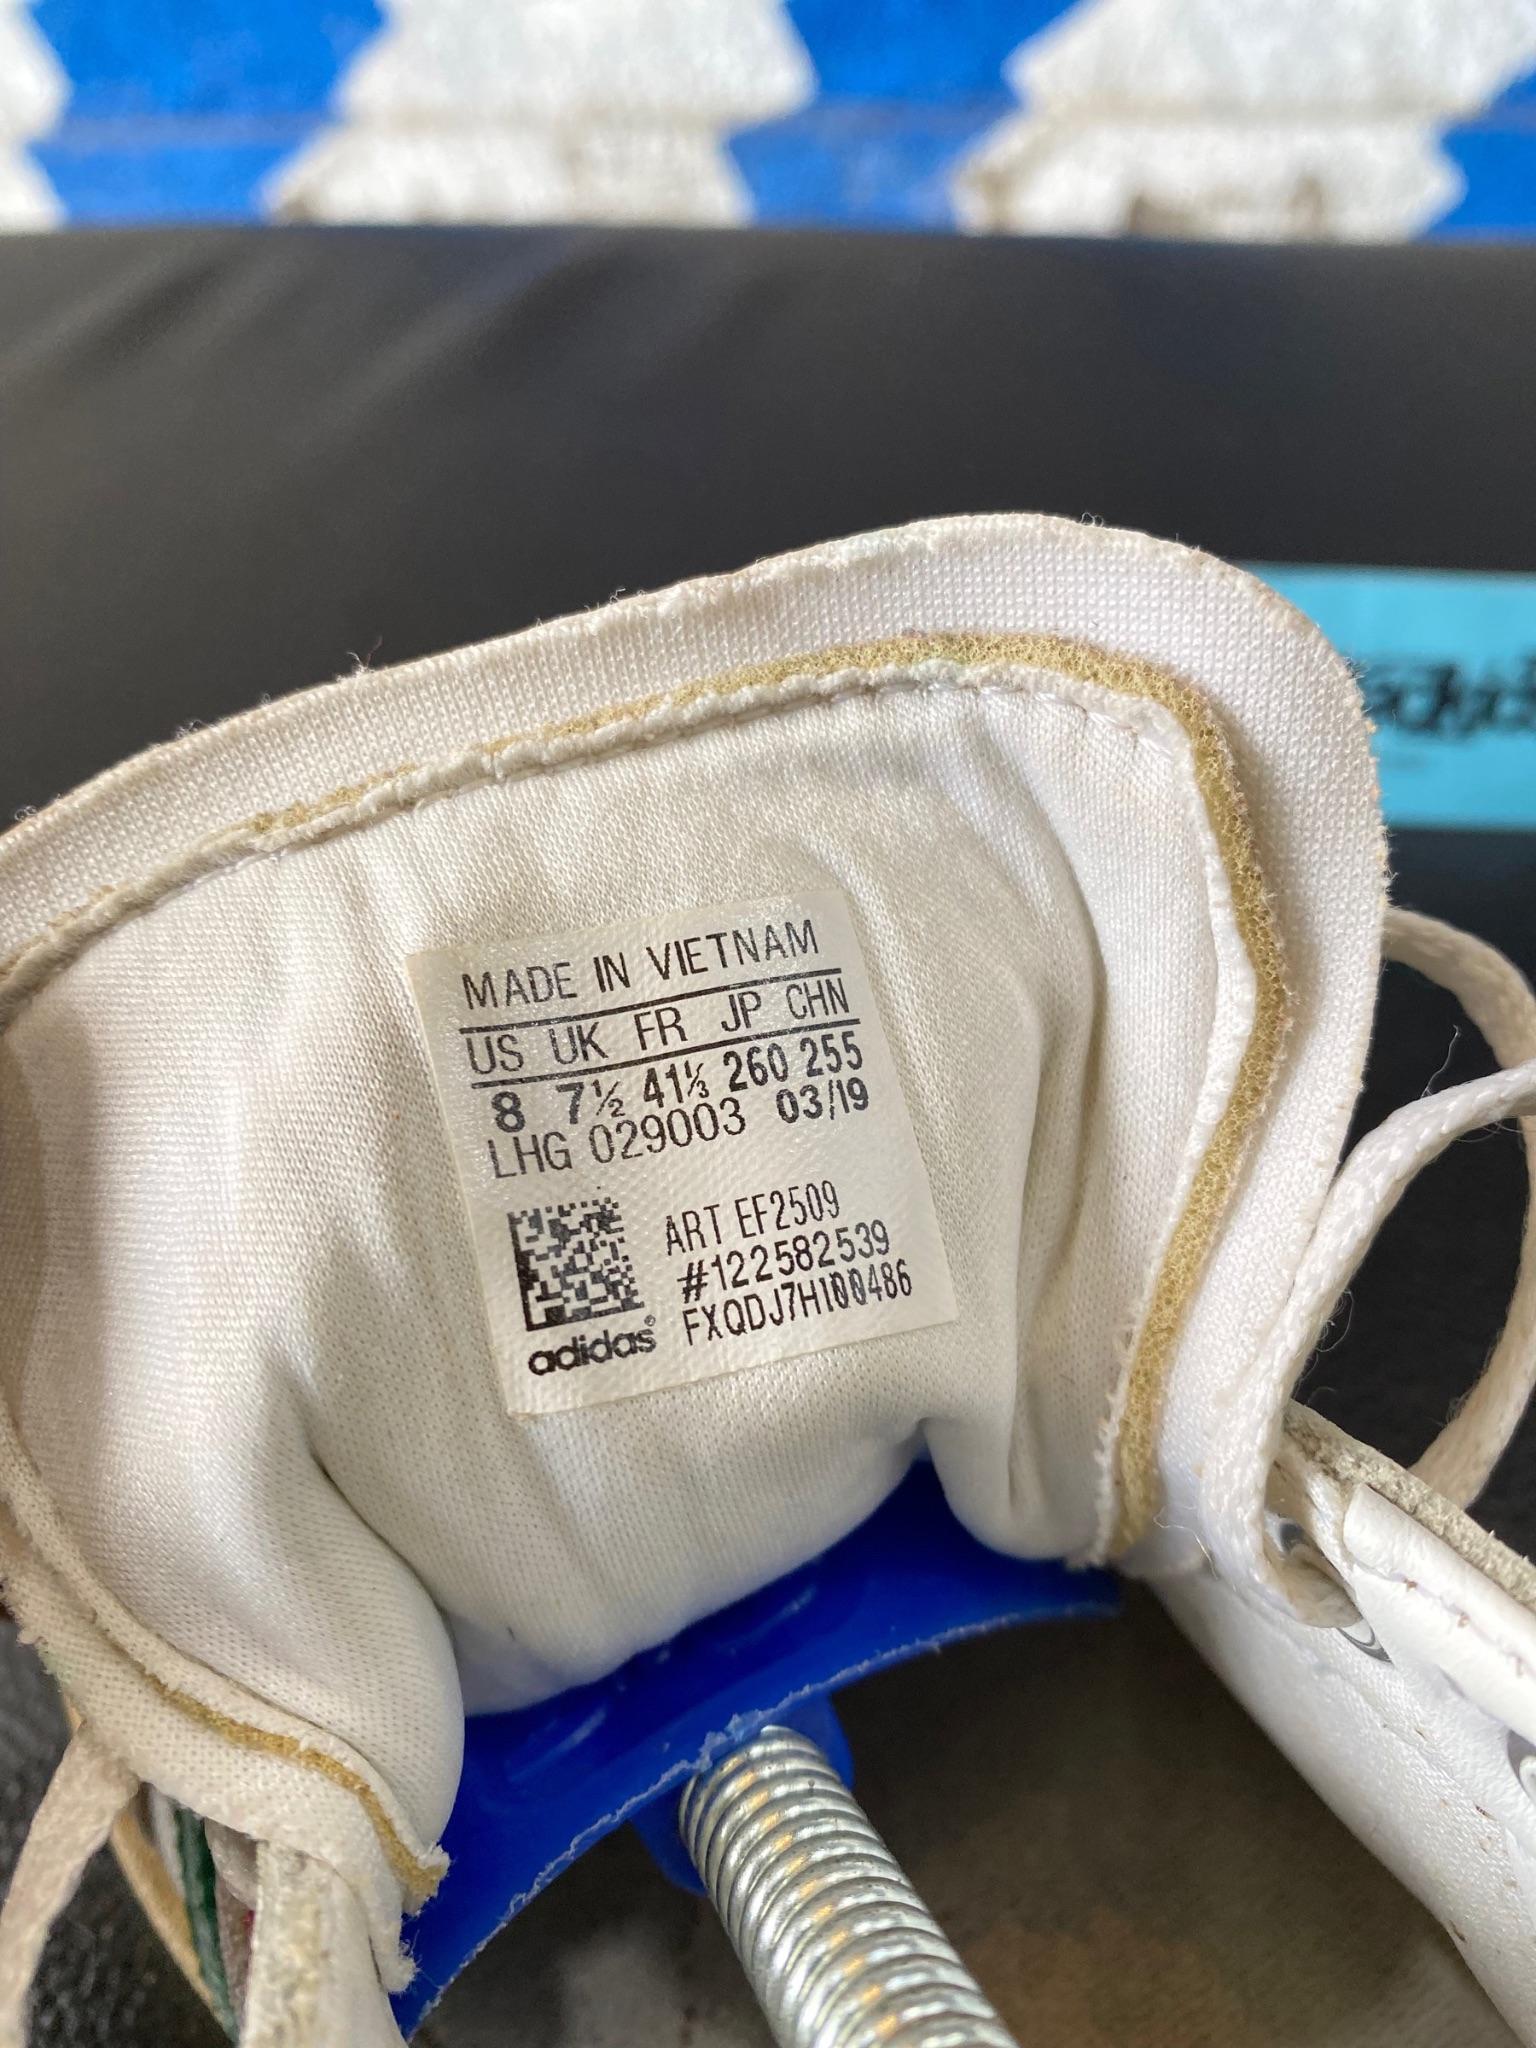 MADE IN VIETNAM
US UK FR JP CHN
8 7½ 41⅓ 260 255
LHG 029003 03/19
ART EF2509
#122582539
FXQDJ7H100486
adidas®